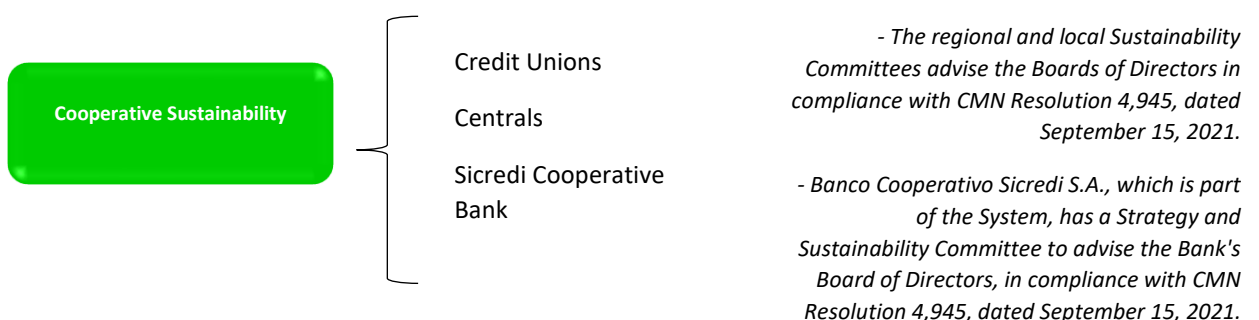 Cooperative Sustainability
Credit Unions
Centrals
Sicredi Cooperative
Bank
- The regional and local Sustainability
Committees advise the Boards of Directors in
compliance with CMN Resolution 4,945, dated
September 15, 2021.
- Banco Cooperativo Sicredi S.A., which is part
of the System, has a Strategy and
Sustainability Committee to advise the Bank's
Board of Directors, in compliance with CMN
Resolution 4,945, dated September 15, 2021.